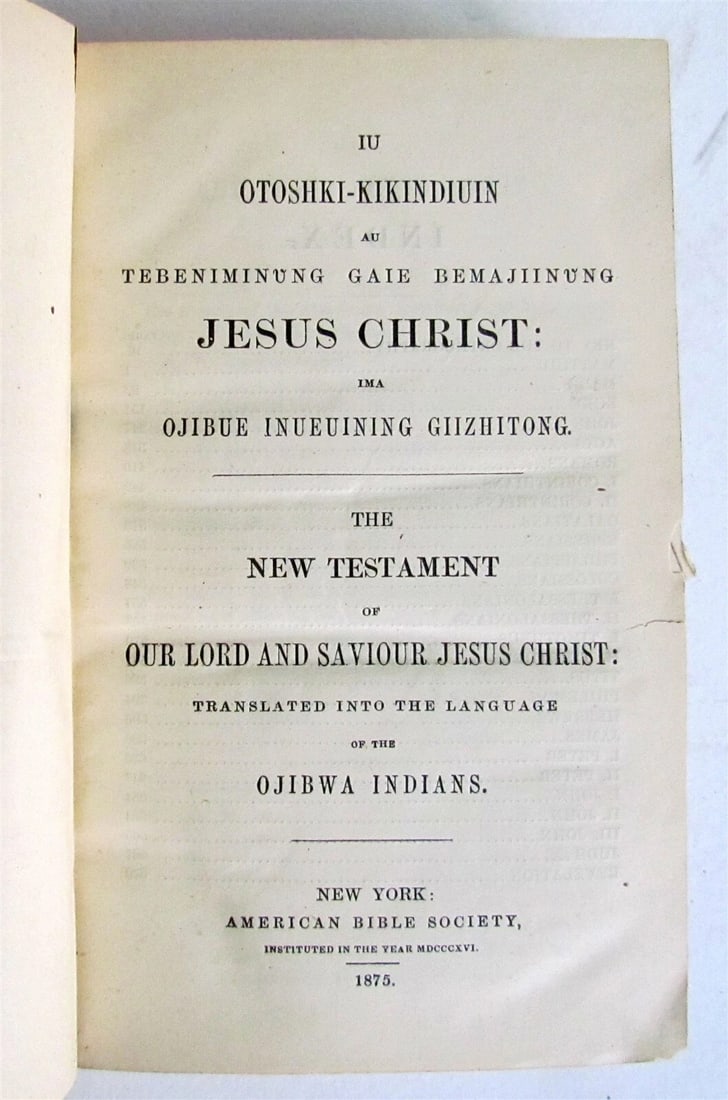 IU
OTOSHKI-KIKINDIUIN
AU
TEBENIMINVNG GAIE BEMAJIINVNG
JESUS CHRIST:
IMA
OJIBUE INUEUINING GIIZHITONG.
THE
NEW TESTAMENT
OF
OUR LORD AND SAVIOUR JESUS CHRIST:
TRANSLATED INTO THE LANGUAGE
OF THE
OJIBWA INDIANS.
NEW YORK:
AMERICAN BIBLE SOCIETY,
INSTITUTED IN THE YEAR MDCCCXVI.
1875.